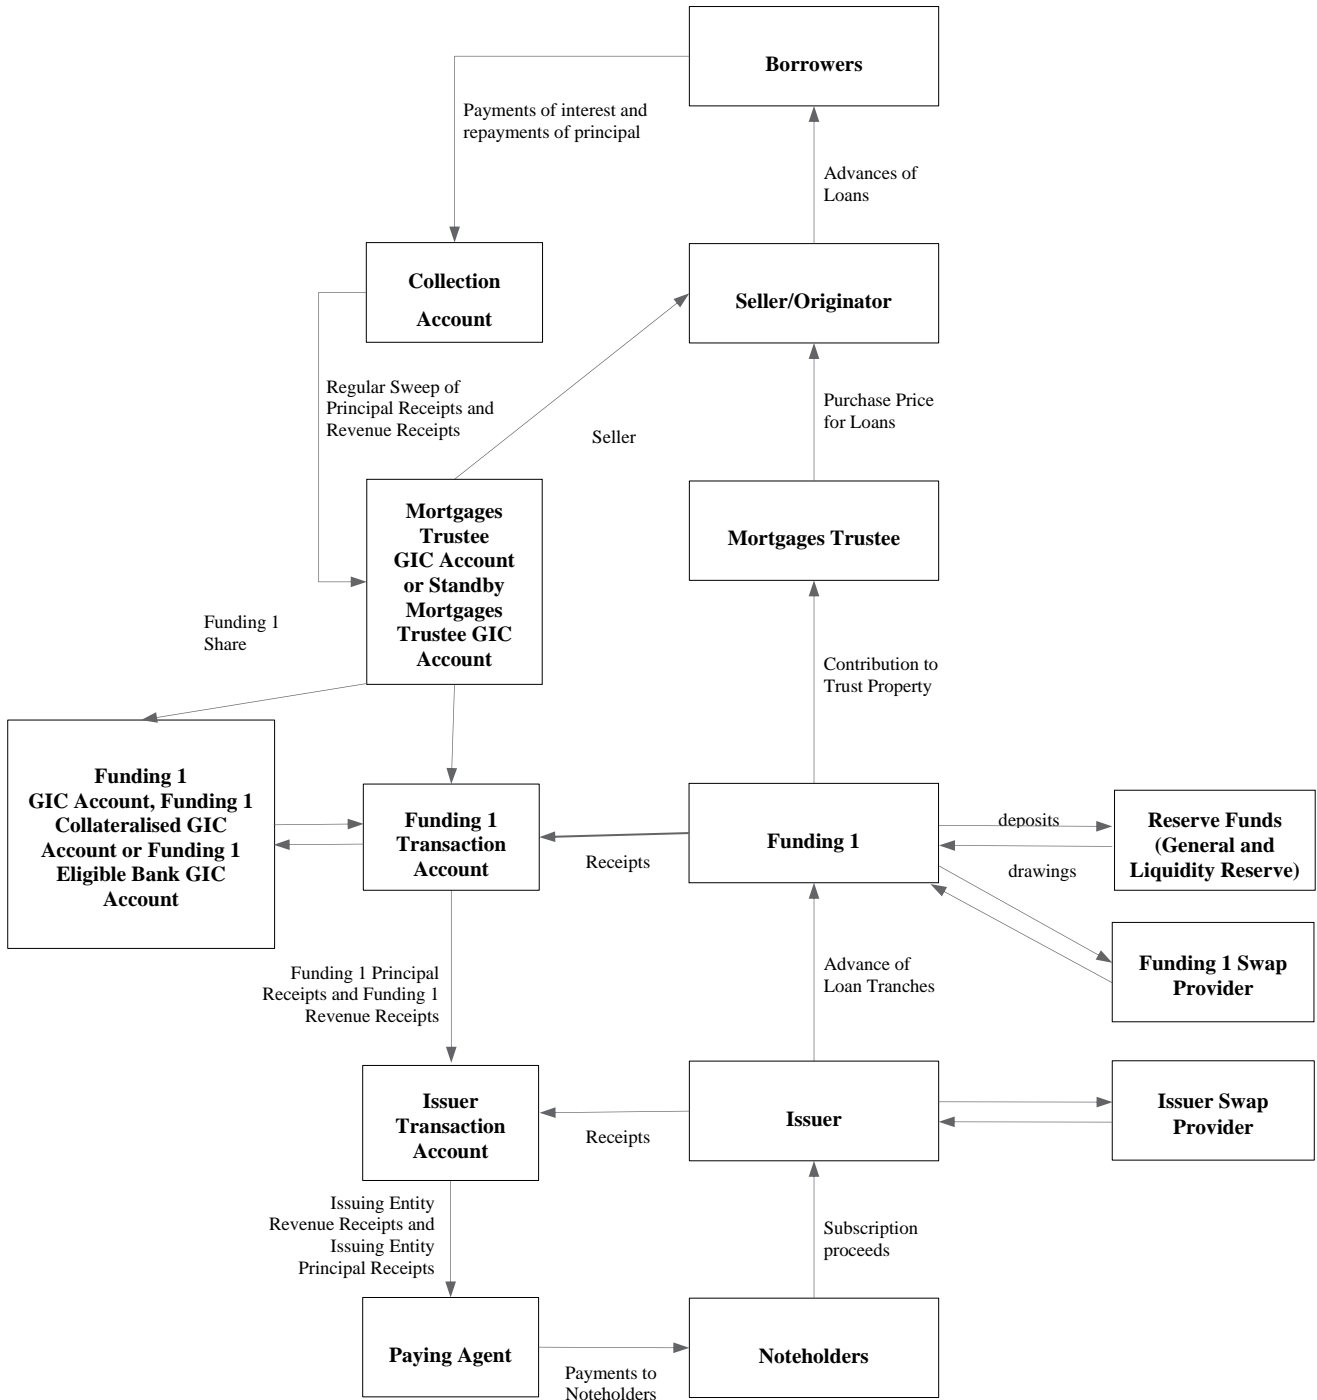 Borrowers
Payments of interest and
repayments of principal
Advances of
Loans
Collection
Account
Seller/Originator
Regular Sweep of
Principal Receipts and
Revenue Receipts
Purchase Price
for Loans
Seller
Mortgages
Trustee
GIC Account
or Standby
Mortgages
Trustee GIC
Account
Mortgages Trustee
Funding 1
Share
Contribution to
Trust Property
Funding 1
GIC Account, Funding 1
Collateralised GIC
Account or Funding 1
Eligible Bank GIC
Account
Funding 1
Transaction
Account
Receipts
Funding 1
deposits
drawings
Reserve Funds
(General and
Liquidity Reserve)
Funding 1 Principal
Receipts and Funding 1
Revenue Receipts
Advance of
Loan Tranches
Funding 1 Swap
Provider
Issuer
Transaction
Account
Receipts
Issuer
Issuer Swap
Provider
Issuing Entity
Revenue Receipts and
Issuing Entity
Principal Receipts
Subscription
proceeds
Paying Agent
Payments to
Noteholders
Noteholders